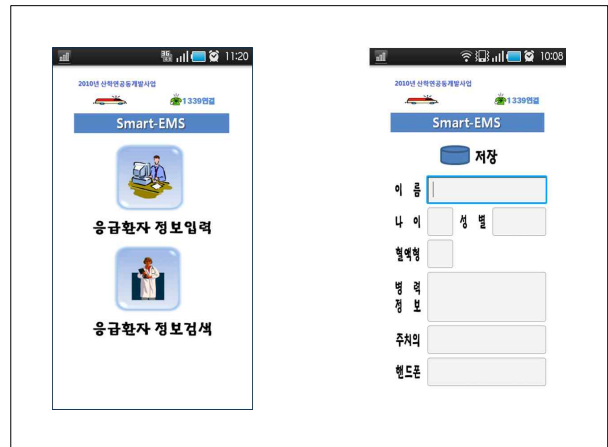 3G 11:20
2010년 산학연공동개발사업
1339연결
Smart-EMS
응급환자 정보입력
응급환자 정보검색
10:08
2010년 산학연공동개발사업
1339연결
Smart-EMS
저장
이 름
나 이 성 별
혈액형
병 력
정 보
주치의
핸드폰